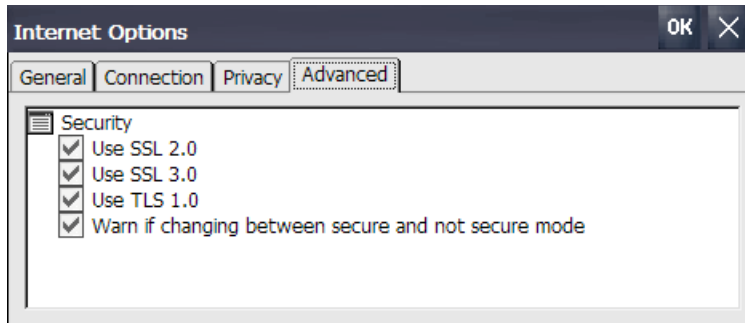 Internet Options OK
General Connection Privacy Advanced
Security
Use SSL 2.0
Use SSL 3.0
Use TLS 1.0
Warn if changing between secure and not secure mode